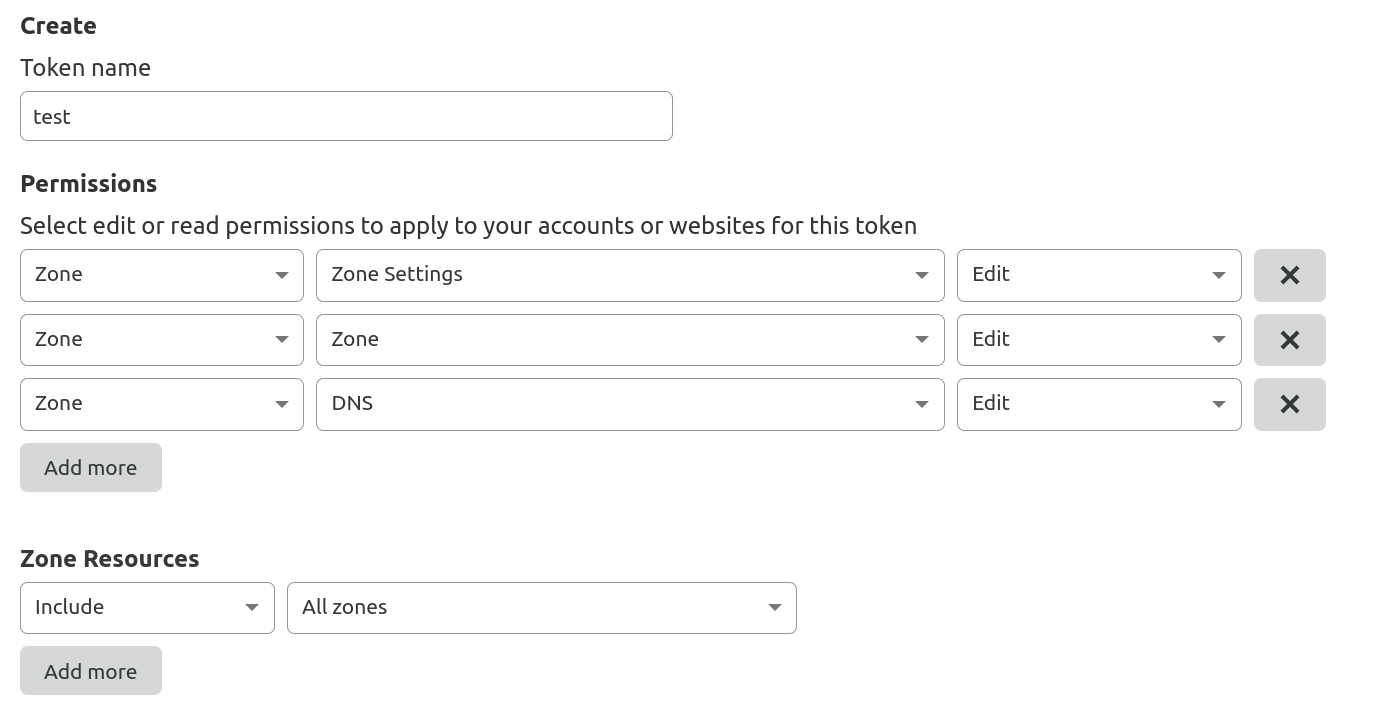 Create
Token name
test
Permissions
Select edit or read permissions to apply to your accounts or websites for this token
Zone Zone Settings Edit
Zone Zone Edit
Zone DNS Edit
Add more
Zone Resources
Include All zones
Add more